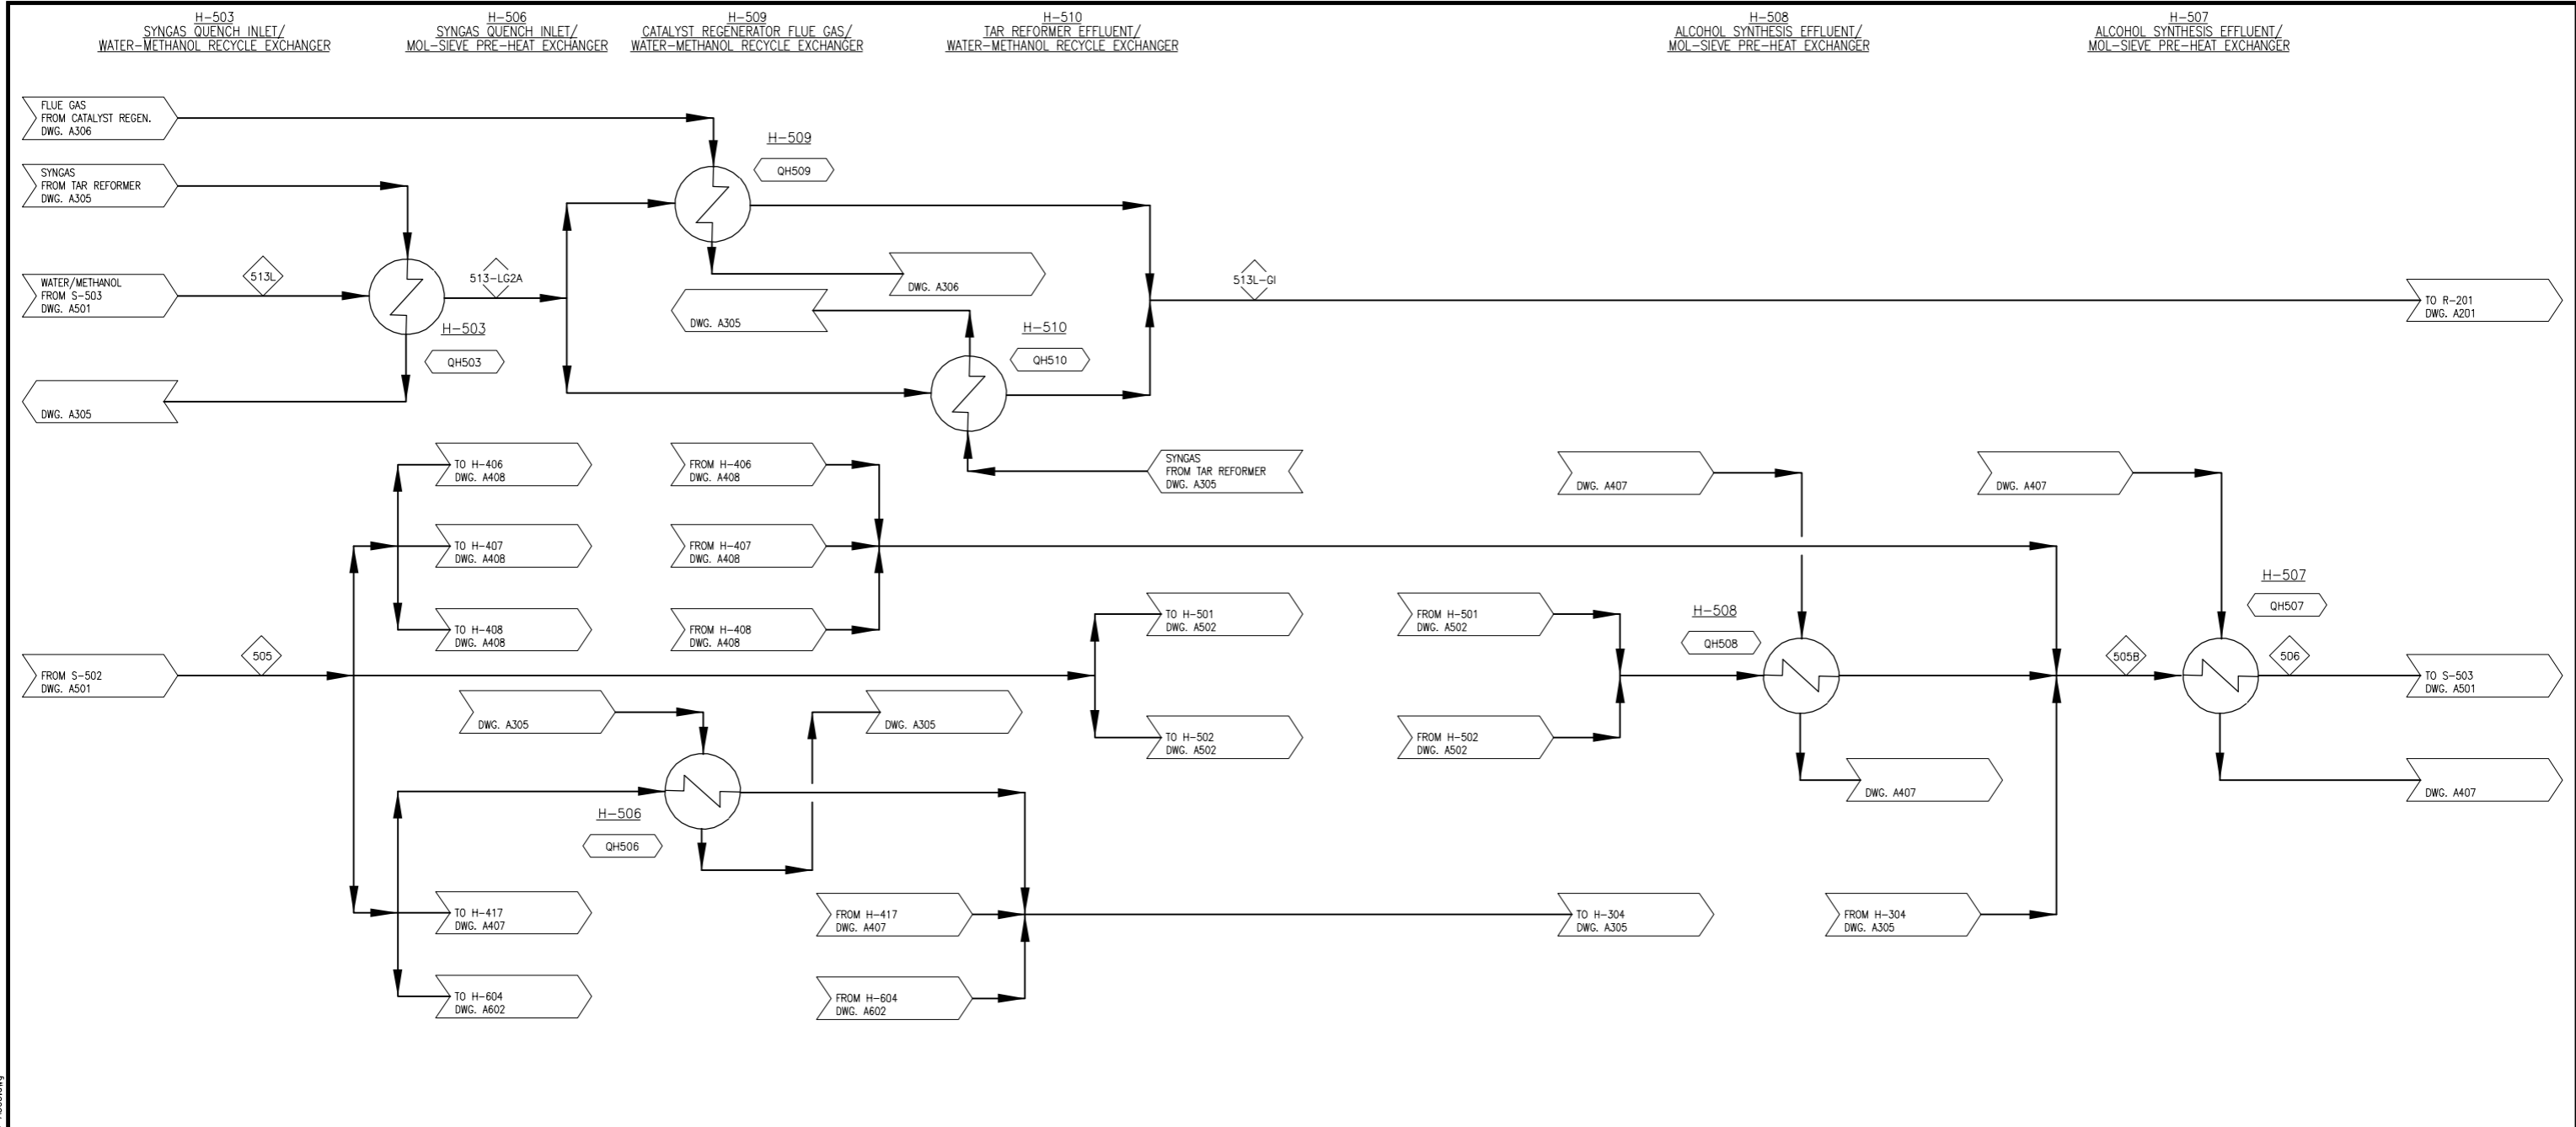 H-503
SYNGAS QUENCH INLET/
WATER-METHANOL RECYCLE EXCHANGER
H-506
SYNGAS QUENCH INLET/
MOL-SIEVE PRE-HEAT EXCHANGER
H-509
CATALYST REGENERATOR FLUE GAS/
WATER-METHANOL RECYCLE EXCHANGER
H-510
TAR REFORMER EFFLUENT/
WATER-METHANOL RECYCLE EXCHANGER
H-508
ALCOHOL SYNTHESIS EFFLUENT/
MOL-SIEVE PRE-HEAT EXCHANGER
H-507
ALCOHOL SYNTHESIS EFFLUENT/
MOL-SIEVE PRE-HEAT EXCHANGER
FLUE GAS
FROM CATALYST REGEN.
DWG. A306
H-509
QH509
SYNGAS
FROM TAR REFORMER
DWG. A305
WATER/METHANOL
FROM S-503
DWG. A501
513L
513-LG2A
H-503
QH503
DWG. A306
DWG. A305
H-510
QH510
513L-GI
TO R-201
DWG. A201
DWG. A305
SYNGAS
FROM TAR REFORMER
DWG. A305
TO H-406
DWG. A408
FROM H-406
DWG. A408
DWG. A407
DWG. A407
TO H-407
DWG. A408
FROM H-407
DWG. A408
TO H-408
DWG. A408
FROM H-408
DWG. A408
TO H-501
DWG. A502
FROM H-501
DWG. A502
H-508
QH508
H-507
QH507
FROM S-502
DWG. A501
505
505B
506
TO S-503
DWG. A501
DWG. A305
DWG. A305
TO H-502
DWG. A502
FROM H-502
DWG. A502
DWG. A407
DWG. A407
H-506
QH506
TO H-417
DWG. A407
FROM H-417
DWG. A407
TO H-304
DWG. A305
FROM H-304
DWG. A305
TO H-604
DWG. A602
FROM H-604
DWG. A602